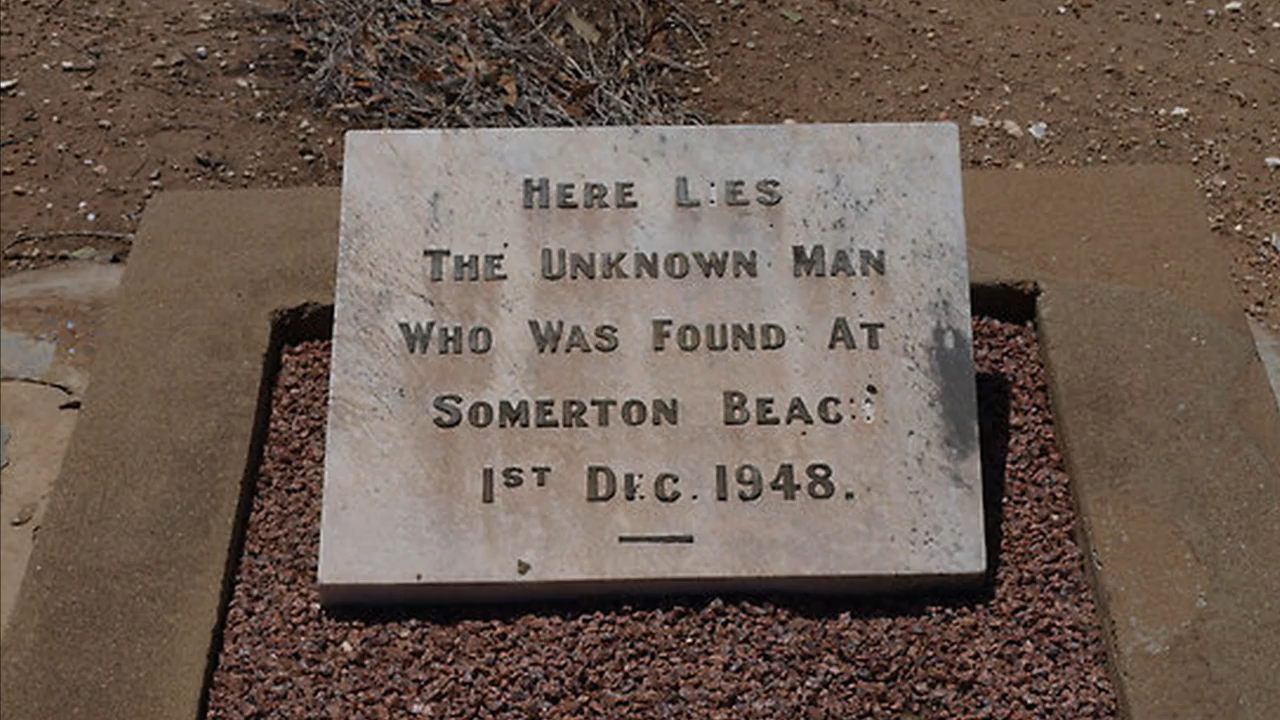 HERE LIES
THE UNKNOWN MAN
WHO WAS FOUND AT
SOMERTON BEACH
1ST DEC. 1948.